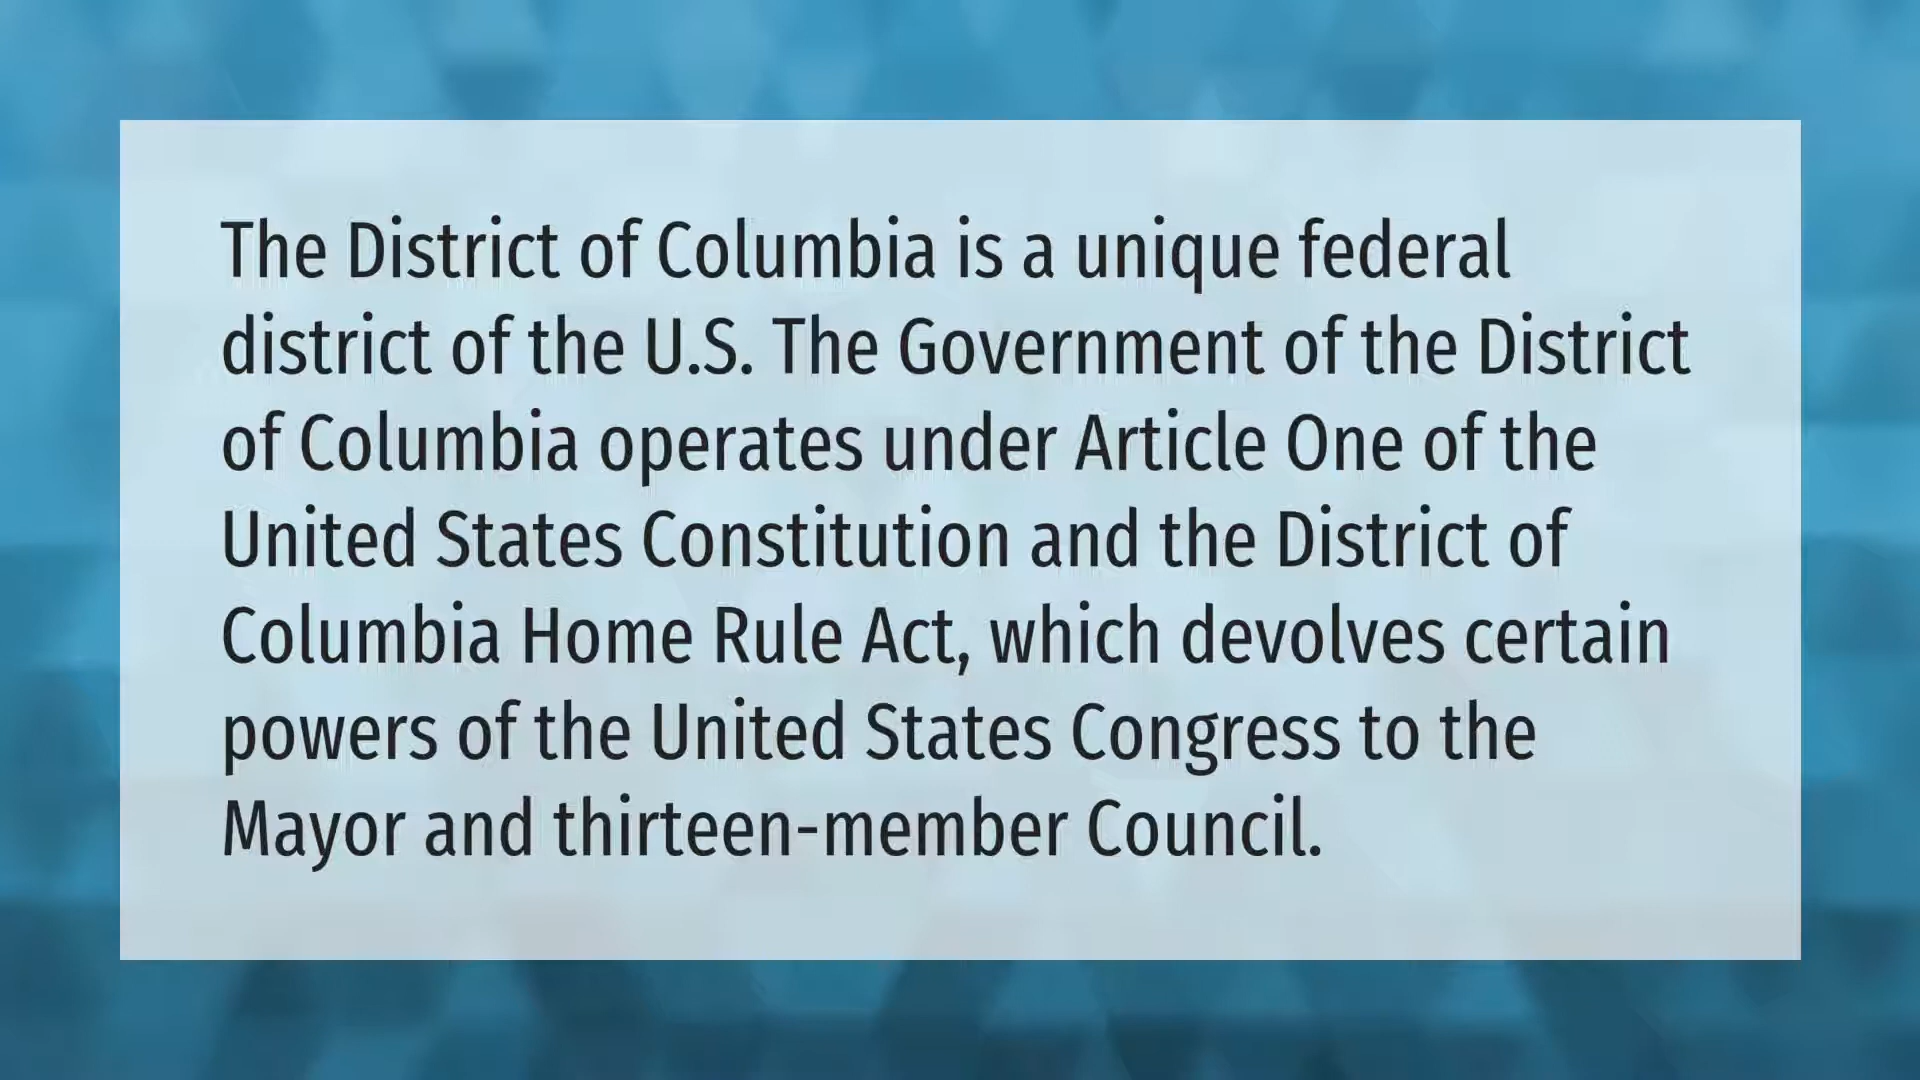 The District of Columbia is a unique federal
district of the U.S. The Government of the District
of Columbia operates under Article One of the
United States Constitution and the District of
Columbia Home Rule Act, which devolves certain
powers of the United States Congress to the
Mayor and thirteen-member Council.